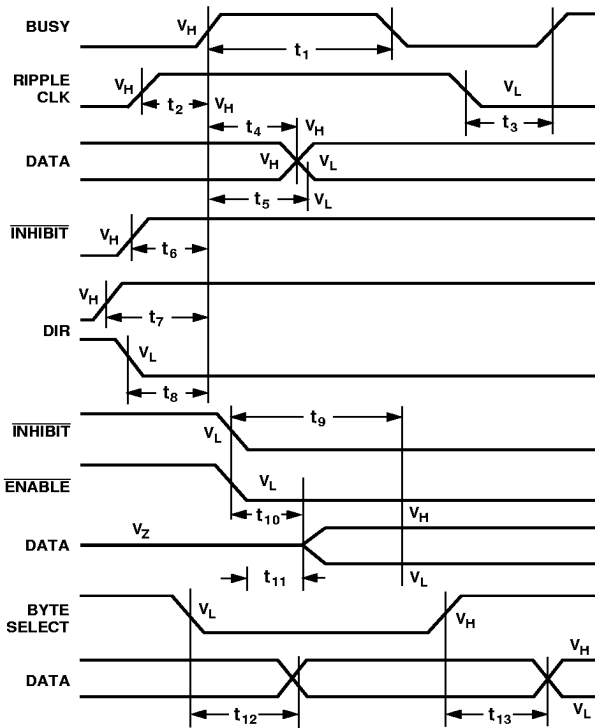 BUSY
V_H
t_1
RIPPLE
CLK
V_H
t_2
V_H
V_L
t_3
t_4
V_H
DATA
V_H
V_L
t_5
V_L
INHIBIT
V_H
t_6
V_H
t_7
DIR
V_L
t_8
INHIBIT
V_L
t_9
ENABLE
V_L
t_10
V_H
DATA
V_Z
t_11
V_L
BYTE
SELECT
V_L
V_H
DATA
V_H
V_L
t_12
t_13